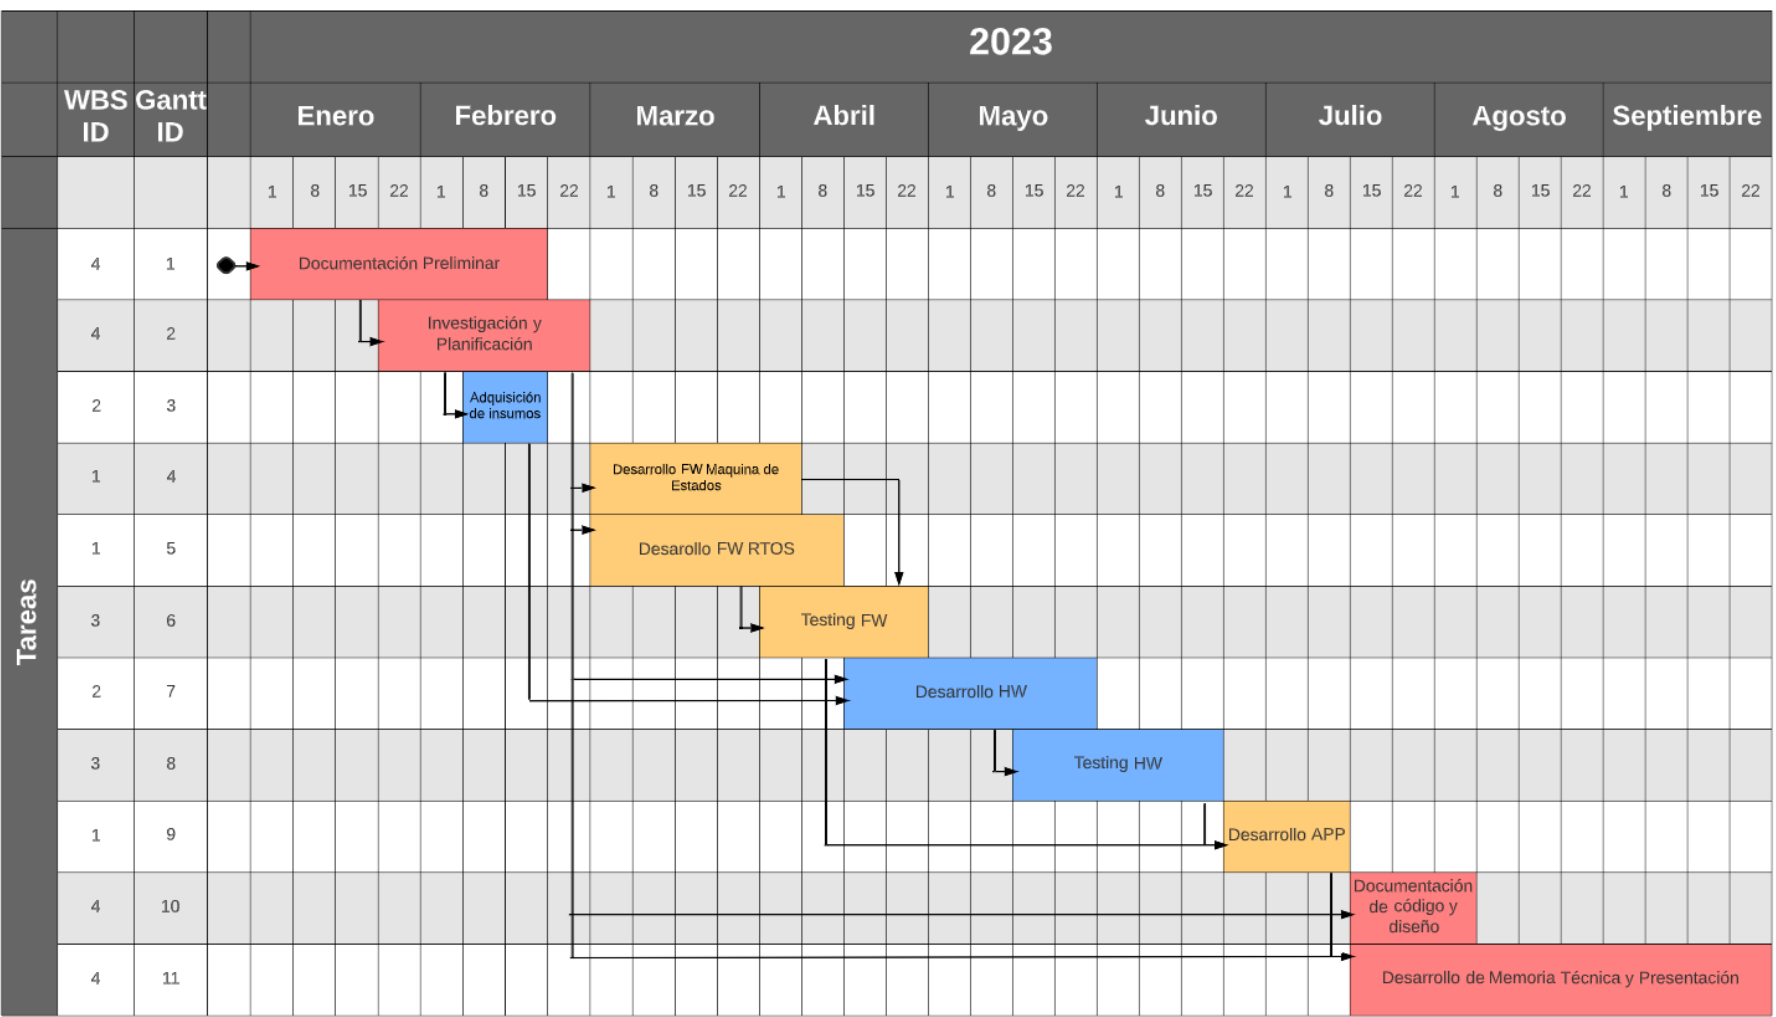 2023
WBS ID Gantt ID Enero Febrero Marzo Abril Mayo Junio Julio Agosto Septiembre
1 8 15 22 1 8 15 22 1 8 15 22 1 8 15 22 1 8 15 22 1 8 15 22 1 8 15 22 1 8 15 22 1 8 15 22
Tareas
4 1 Documentación Preliminar
4 2 Investigación y
Planificación
2 3 Adquisición
de insumos
1 4 Desarrollo FW Maquina de
Estados
1 5 Desarollo FW RTOS
3 6 Testing FW
2 7 Desarrollo HW
3 8 Testing HW
1 9 Desarrollo APP
4 10 Documentación
de código y
diseño
4 11 Desarrollo de Memoria Técnica y Presentación